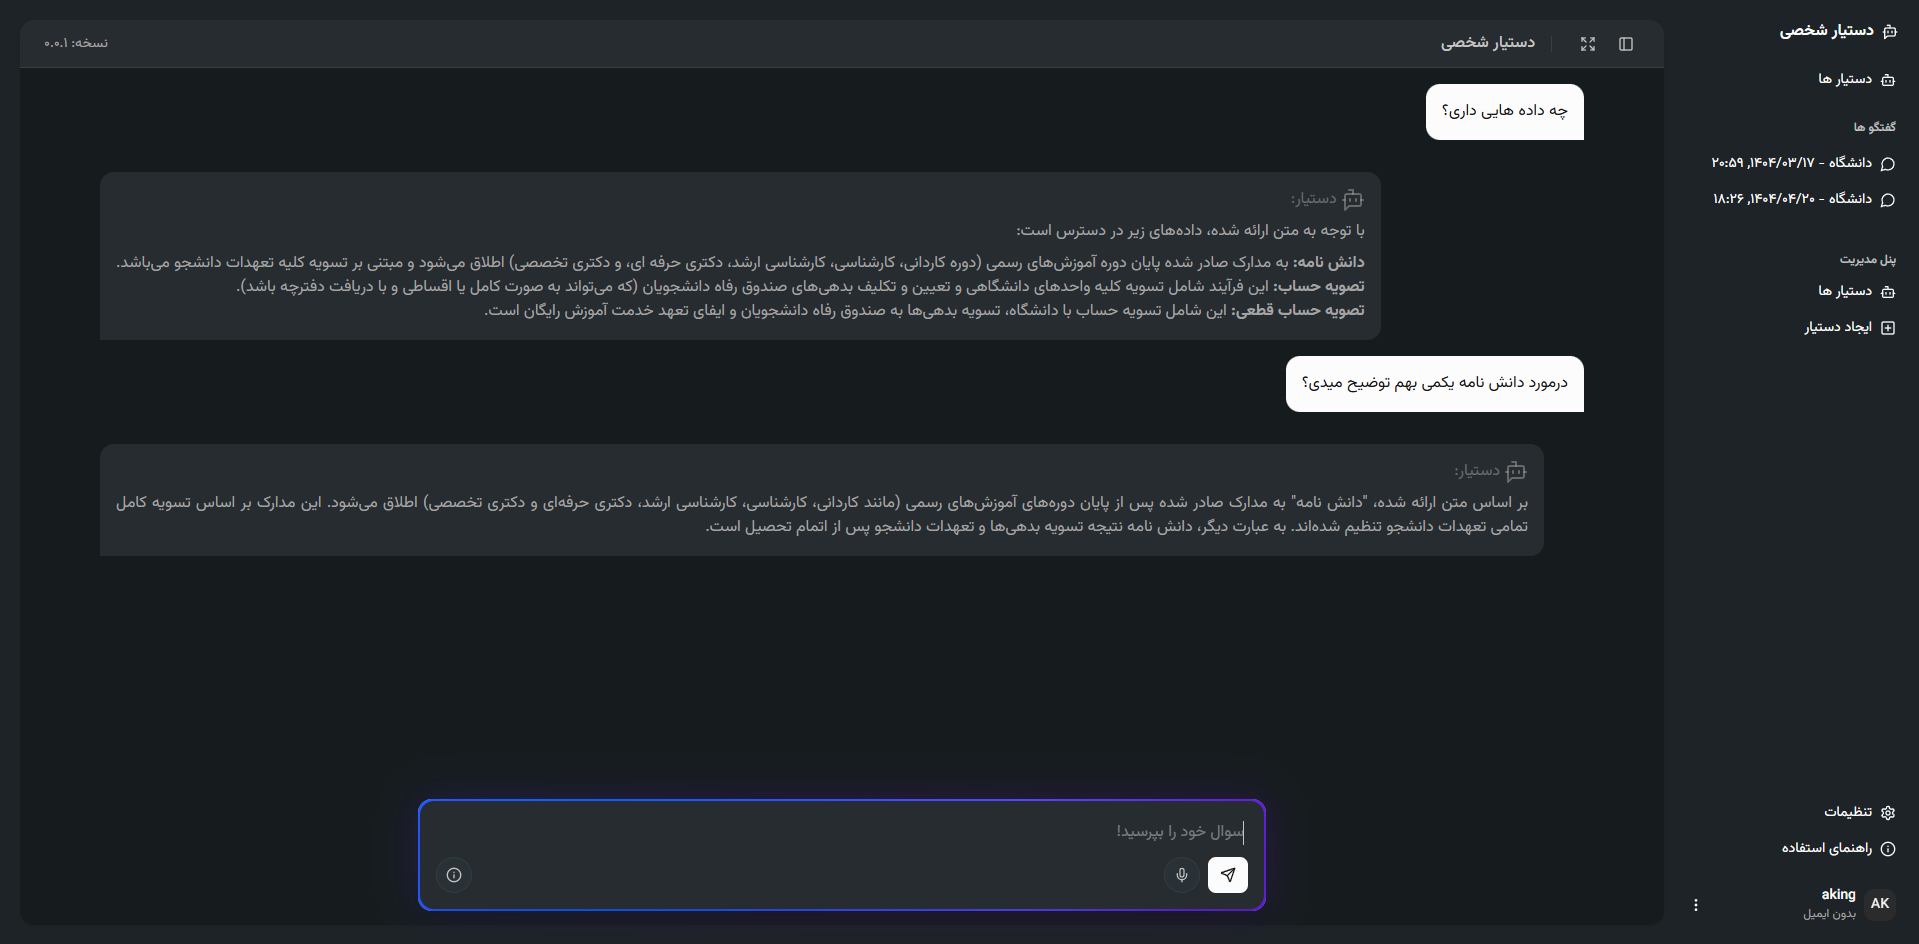 دستیار شخصی
دستیار ها
گفتگو ها
دانشگاه - ۱۴۰۴/۰۳/۱۷, ۲۰:۵۹
دانشگاه - ۱۴۰۴/۰۴/۲۰, ۱۸:۲۶
پنل مدیریت
دستیار ها
ایجاد دستیار
تنظیمات
راهنمای استفاده
AK
aking
بدون ایمیل
دستیار شخصی
نسخه: ۰.۰.۱
چه داده هایی داری؟
دستیار:
با توجه به متن ارائه شده، داده‌های زیر در دسترس است:
دانش نامه: به مدارک صادر شده پایان دوره آموزش‌های رسمی (دوره کاردانی، کارشناسی، کارشناسی ارشد، دکتری حرفه ای، و دکتری تخصصی) اطلاق می‌شود و مبتنی بر تسویه کلیه تعهدات دانشجو می‌باشد.
تصویه حساب: این فرآیند شامل تسویه کلیه واحدهای دانشگاهی و تعیین و تکلیف بدهی‌های صندوق رفاه دانشجویان (که می‌تواند به صورت کامل یا اقساطی و با دریافت دفترچه باشد).
تصویه حساب قطعی: این شامل تسویه حساب با دانشگاه، تسویه بدهی‌ها به صندوق رفاه دانشجویان و ایفای تعهد خدمت آموزش رایگان است.
درمورد دانش نامه یکمی بهم توضیح میدی؟
دستیار:
بر اساس متن ارائه شده، "دانش نامه" به مدارک صادر شده پس از پایان دوره‌های آموزش‌های رسمی (مانند کاردانی، کارشناسی، کارشناسی ارشد، دکتری حرفه‌ای و دکتری تخصصی) اطلاق می‌شود. این مدارک بر اساس تسویه کامل
تمامی تعهدات دانشجو تنظیم شده‌اند. به عبارت دیگر، دانش نامه نتیجه تسویه بدهی‌ها و تعهدات دانشجو پس از اتمام تحصیل است.
سوال خود را بپرسید!